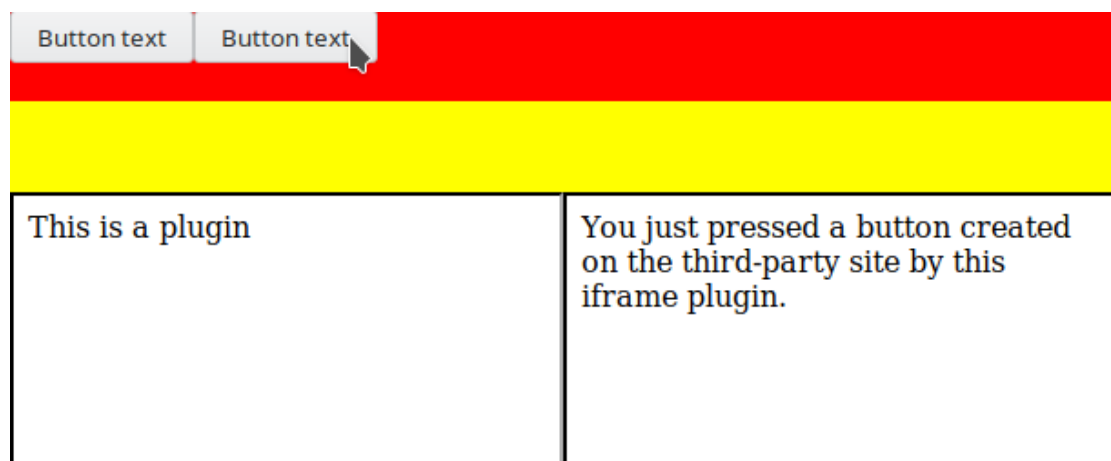 Button text Button text
This is a plugin
You just pressed a button created
on the third-party site by this
iframe plugin.